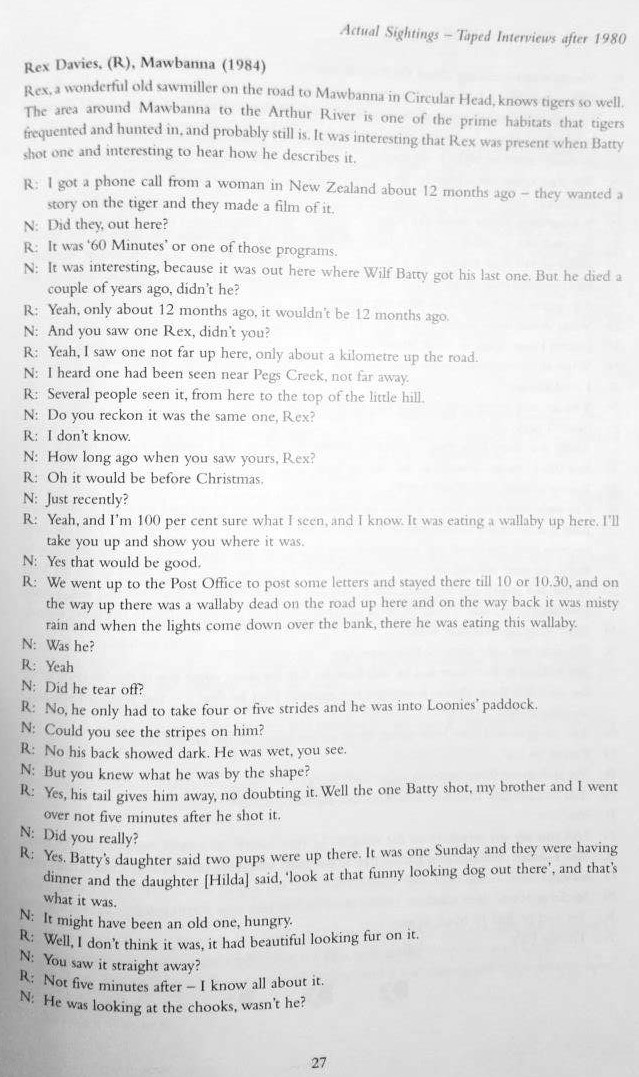 Actual Sightings – Taped Interviews after 1980
Rex Davies, (R), Mawbanna (1984)
Rex, a wonderful old sawmiller on the road to Mawbanna in Circular Head, knows tigers so well.
The area around Mawbanna to the Arthur River is one of the prime habitats that tigers
frequented and hunted in, and probably still is. It was interesting that Rex was present when Batty
shot one and interesting to hear how he describes it.
R: I got a phone call from a woman in New Zealand about 12 months ago – they wanted a
story on the tiger and they made a film of it.
N: Did they, out here?
R: It was ‘60 Minutes’ or one of those programs.
N: It was interesting, because it was out here where Wilf Batty got his last one. But he died a
couple of years ago, didn’t he?
R: Yeah, only about 12 months ago, it wouldn’t be 12 months ago.
N: And you saw one Rex, didn’t you?
R: Yeah, I saw one not far up here, only about a kilometre up the road.
N: I heard one had been seen near Pegs Creek, not far away.
R: Several people seen it, from here to the top of the little hill.
N: Do you reckon it was the same one, Rex?
R: I don’t know.
N: How long ago when you saw yours, Rex?
R: Oh it would be before Christmas.
N: Just recently?
R: Yeah, and I’m 100 per cent sure what I seen, and I know. It was eating a wallaby up here. I’ll
take you up and show you where it was.
N: Yes that would be good.
R: We went up to the Post Office to post some letters and stayed there till 10 or 10.30, and on
the way up there was a wallaby dead on the road up here and on the way back it was misty
rain and when the lights come down over the bank, there he was eating this wallaby.
N: Was he?
R: Yeah
N: Did he tear off?
R: No, he only had to take four or five strides and he was into Loonies’ paddock.
N: Could you see the stripes on him?
R: No his back showed dark. He was wet, you see.
N: But you knew what he was by the shape?
R: Yes, his tail gives him away, no doubting it. Well the one Batty shot, my brother and I went
over not five minutes after he shot it.
N: Did you really?
R: Yes, Batty’s daughter said two pups were up there. It was one Sunday and they were having
dinner and the daughter [Hilda] said, ‘look at that funny looking dog out there’, and that’s
what it was.
N: It might have been an old one, hungry.
R: Well, I don’t think it was, it had beautiful looking fur on it.
N: You saw it straight away?
R: Not five minutes after – I know all about it.
N: He was looking at the chooks, wasn’t he?
27